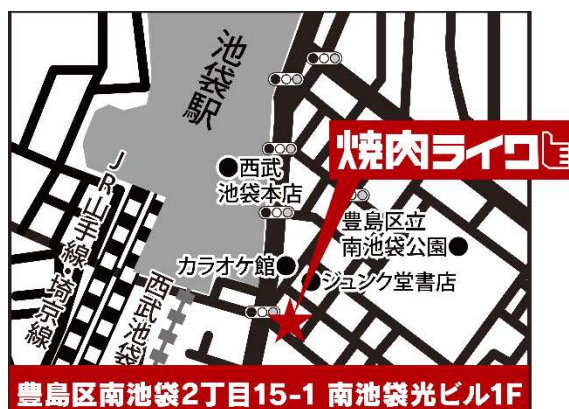 池袋駅
焼肉ライク
西武
池袋本店
豊島区立
南池袋公園
カラオケ館
ジュンク堂書店
JR山手線・埼京線
西武池袋
豊島区南池袋2丁目15-1 南池袋光ビル1F